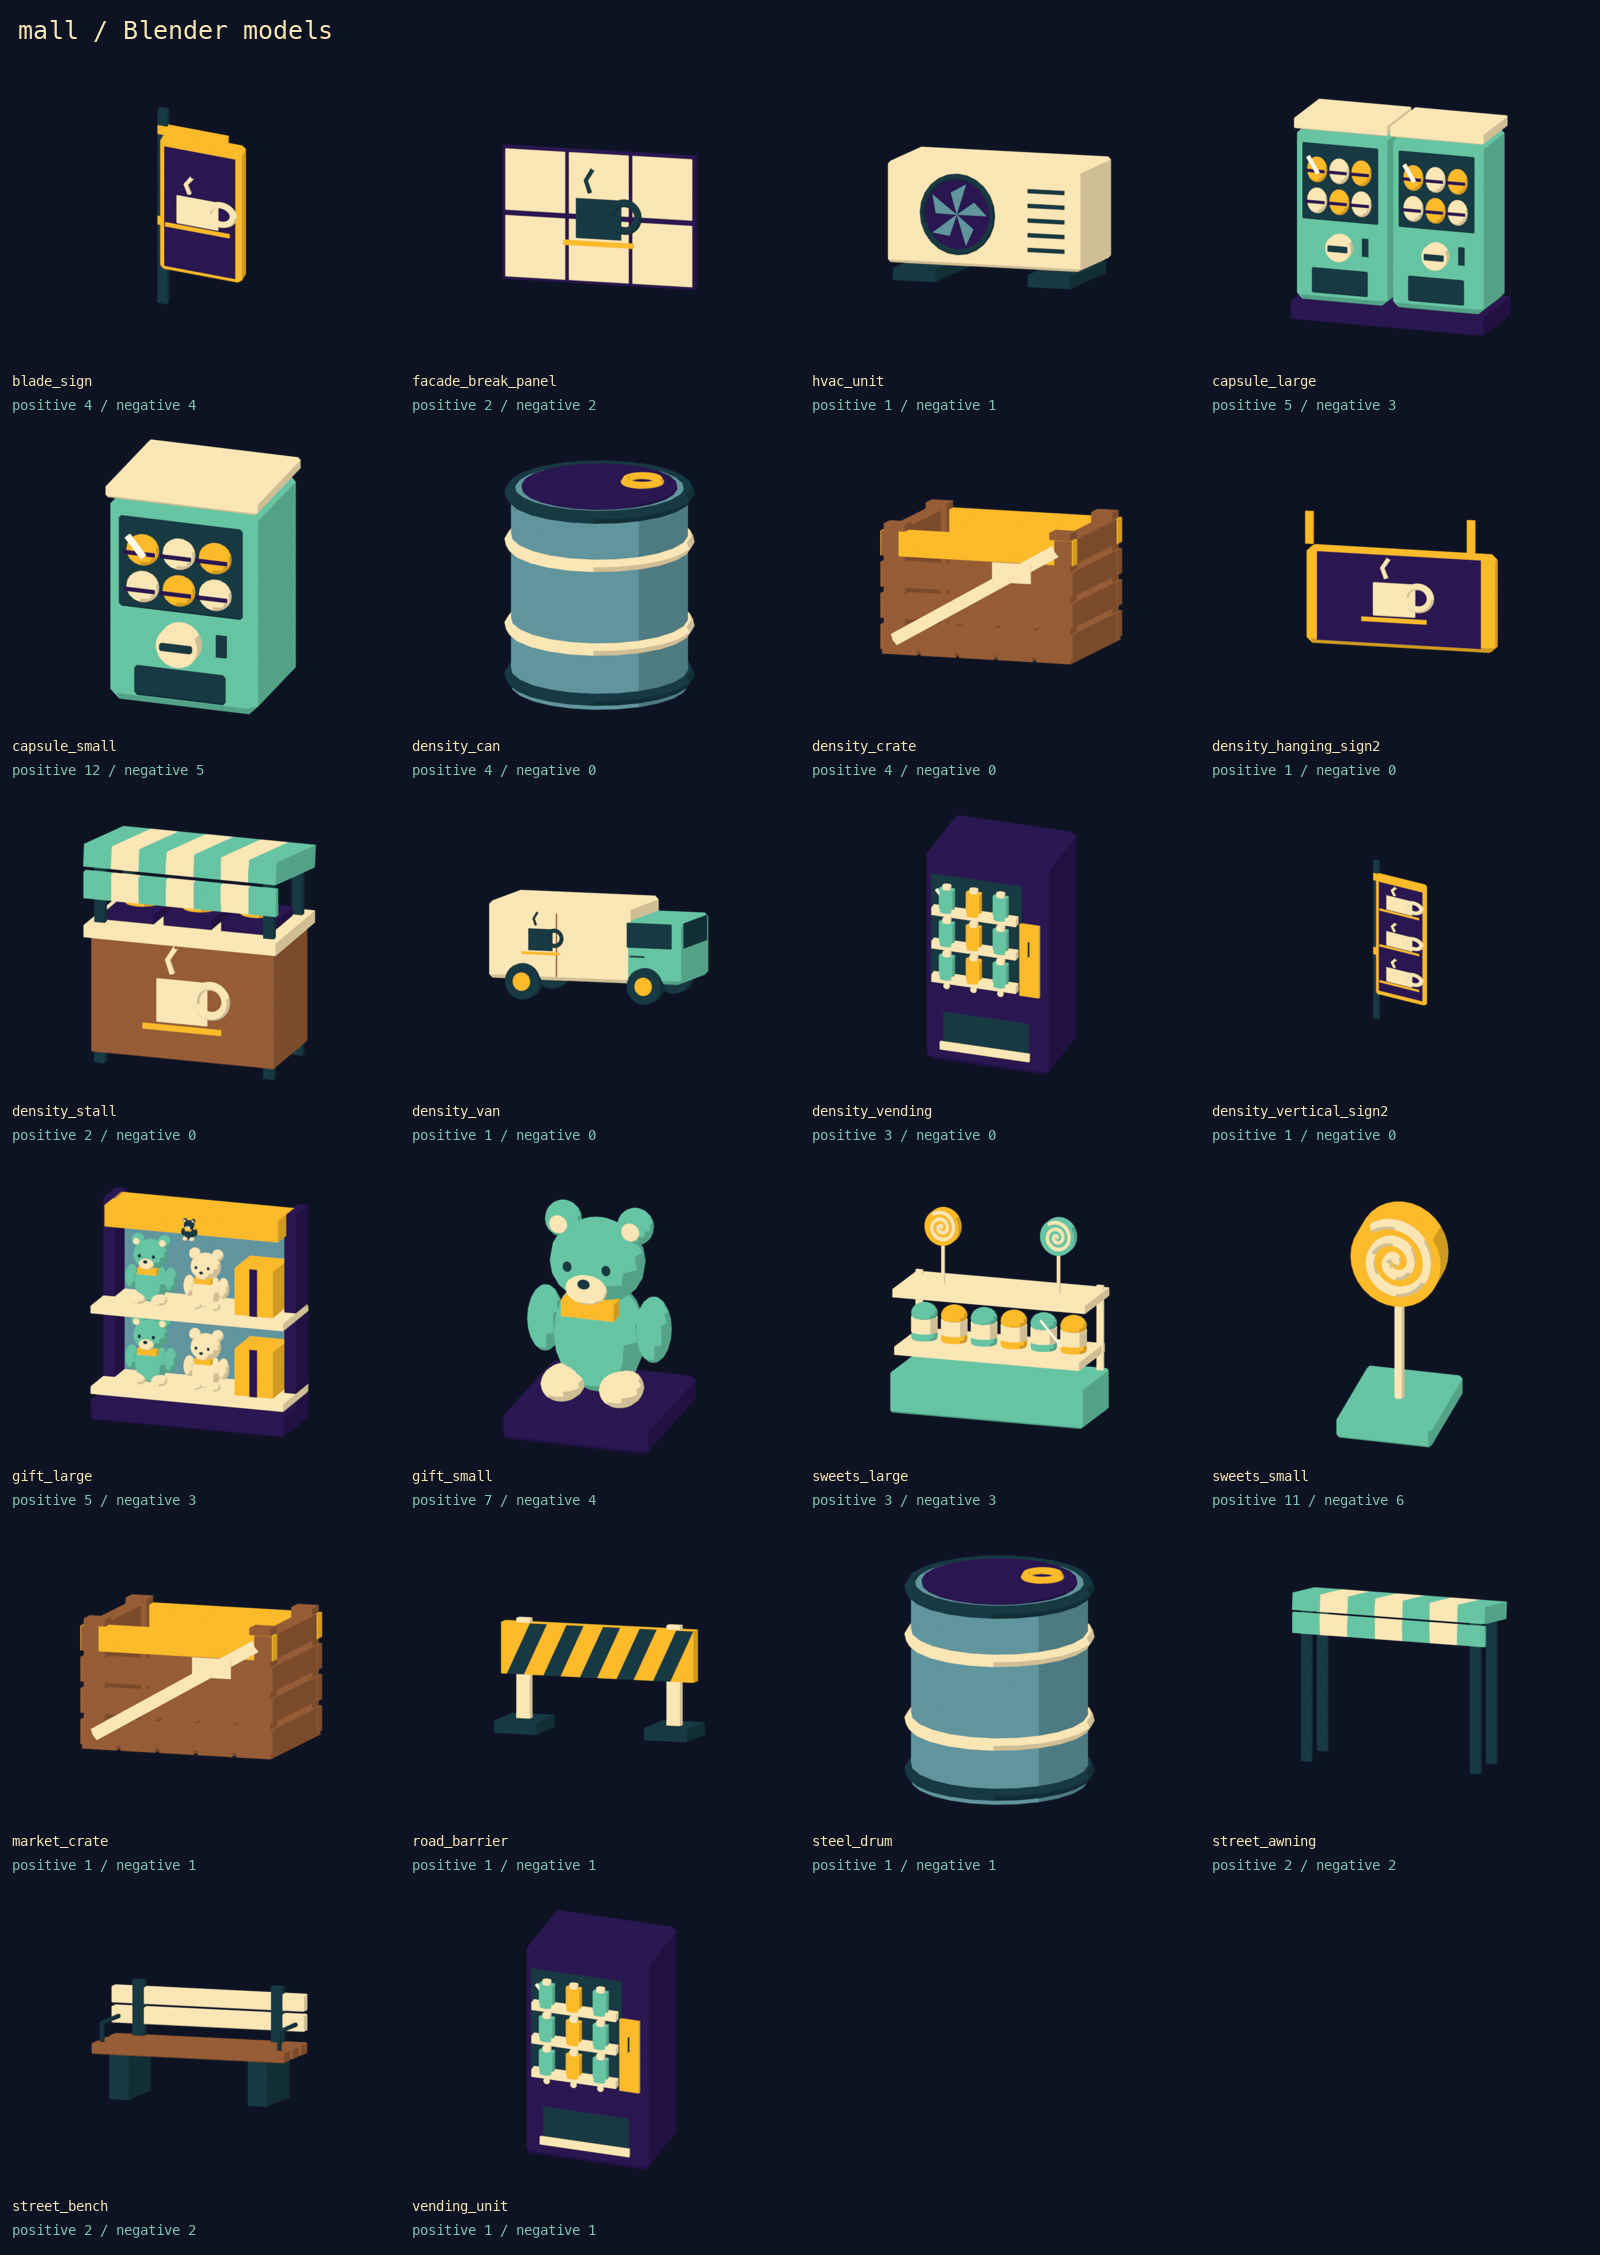 mall / Blender models
blade_sign
positive 4 / negative 4
facade_break_panel
positive 2 / negative 2
hvac_unit
positive 1 / negative 1
capsule_large
positive 5 / negative 3
capsule_small
positive 12 / negative 5
density_can
positive 4 / negative 0
density_crate
positive 4 / negative 0
density_hanging_sign2
positive 1 / negative 0
density_stall
positive 2 / negative 0
density_van
positive 1 / negative 0
density_vending
positive 3 / negative 0
density_vertical_sign2
positive 1 / negative 0
gift_large
positive 5 / negative 3
gift_small
positive 7 / negative 4
sweets_large
positive 3 / negative 3
sweets_small
positive 11 / negative 6
market_crate
positive 1 / negative 1
road_barrier
positive 1 / negative 1
steel_drum
positive 1 / negative 1
street_awning
positive 2 / negative 2
street_bench
positive 2 / negative 2
vending_unit
positive 1 / negative 1